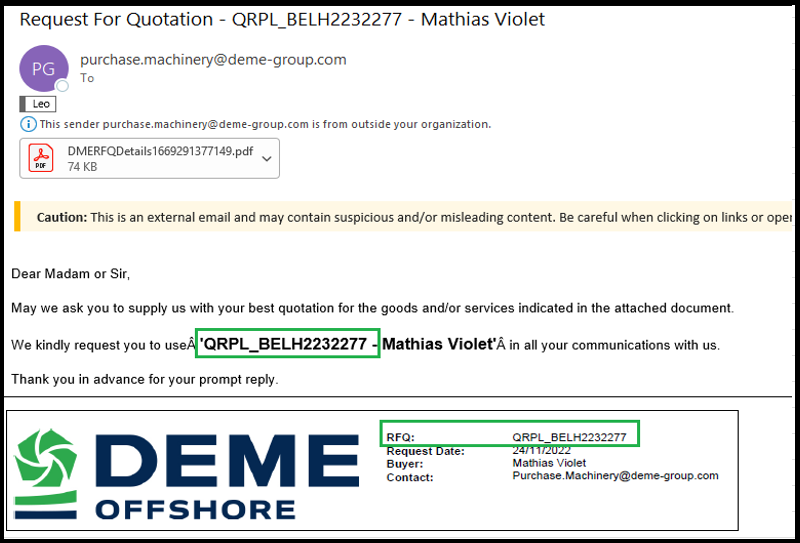 Request For Quotation - QRPL_BELH2232277 - Mathias Violet
PG
purchase.machinery@deme-group.com
To
Leo
This sender purchase.machinery@deme-group.com is from outside your organization.
DMERFQDetails1669291377149.pdf
PDF
74 KB
Caution: This is an external email and may contain suspicious and/or misleading content. Be careful when clicking on links or oper
Dear Madam or Sir,
May we ask you to supply us with your best quotation for the goods and/or services indicated in the attached document.
We kindly request you to useÂ 'QRPL_BELH2232277 - Mathias Violet'Â in all your communications with us.
Thank you in advance for your prompt reply.
DEME
OFFSHORE
RFQ: QRPL_BELH2232277
Request Date: 24/11/2022
Buyer: Mathias Violet
Contact: Purchase.Machinery@deme-group.com